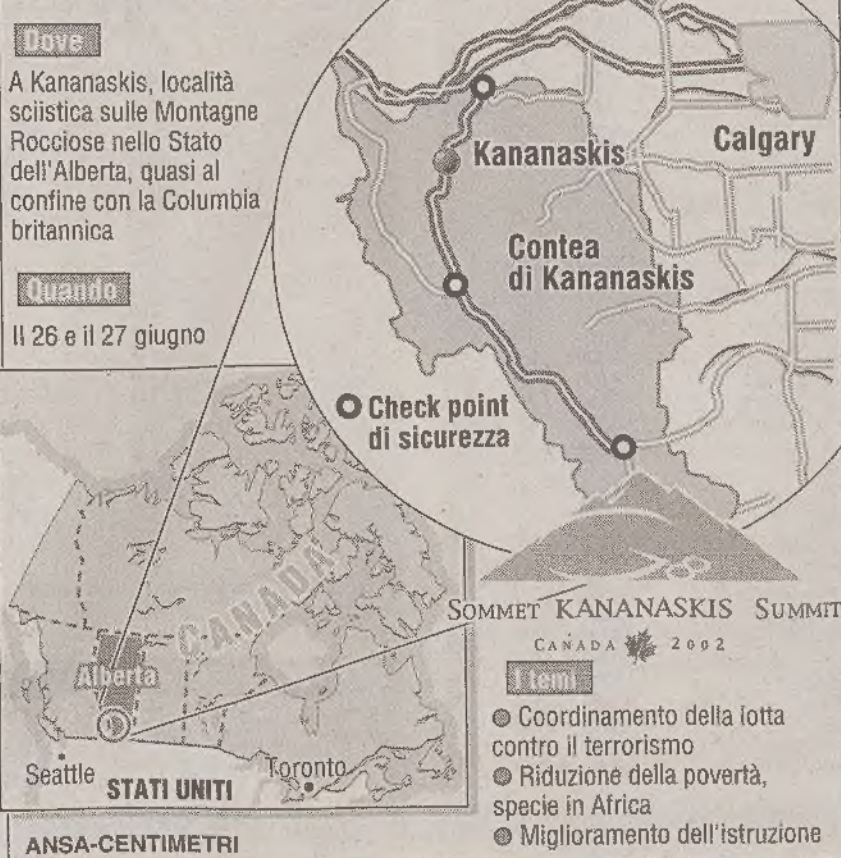 Dove
A Kananaskis, località
sciistica sulle Montagne
Rocciose nello Stato
dell'Alberta, quasi al
confine con la Columbia
britannica
Quando
Il 26 e il 27 giugno
Kananaskis
Calgary
Contea
di Kananaskis
Check point
di sicurezza
CANADA
Alberta
Seattle
STATI UNITI
Toronto
SOMMET KANANASKIS SUMMIT
CANADA 2002
I temi
Coordinamento della lotta
contro il terrorismo
Riduzione della povertà,
specie in Africa
Miglioramento dell'istruzione
ANSA-CENTIMETRI